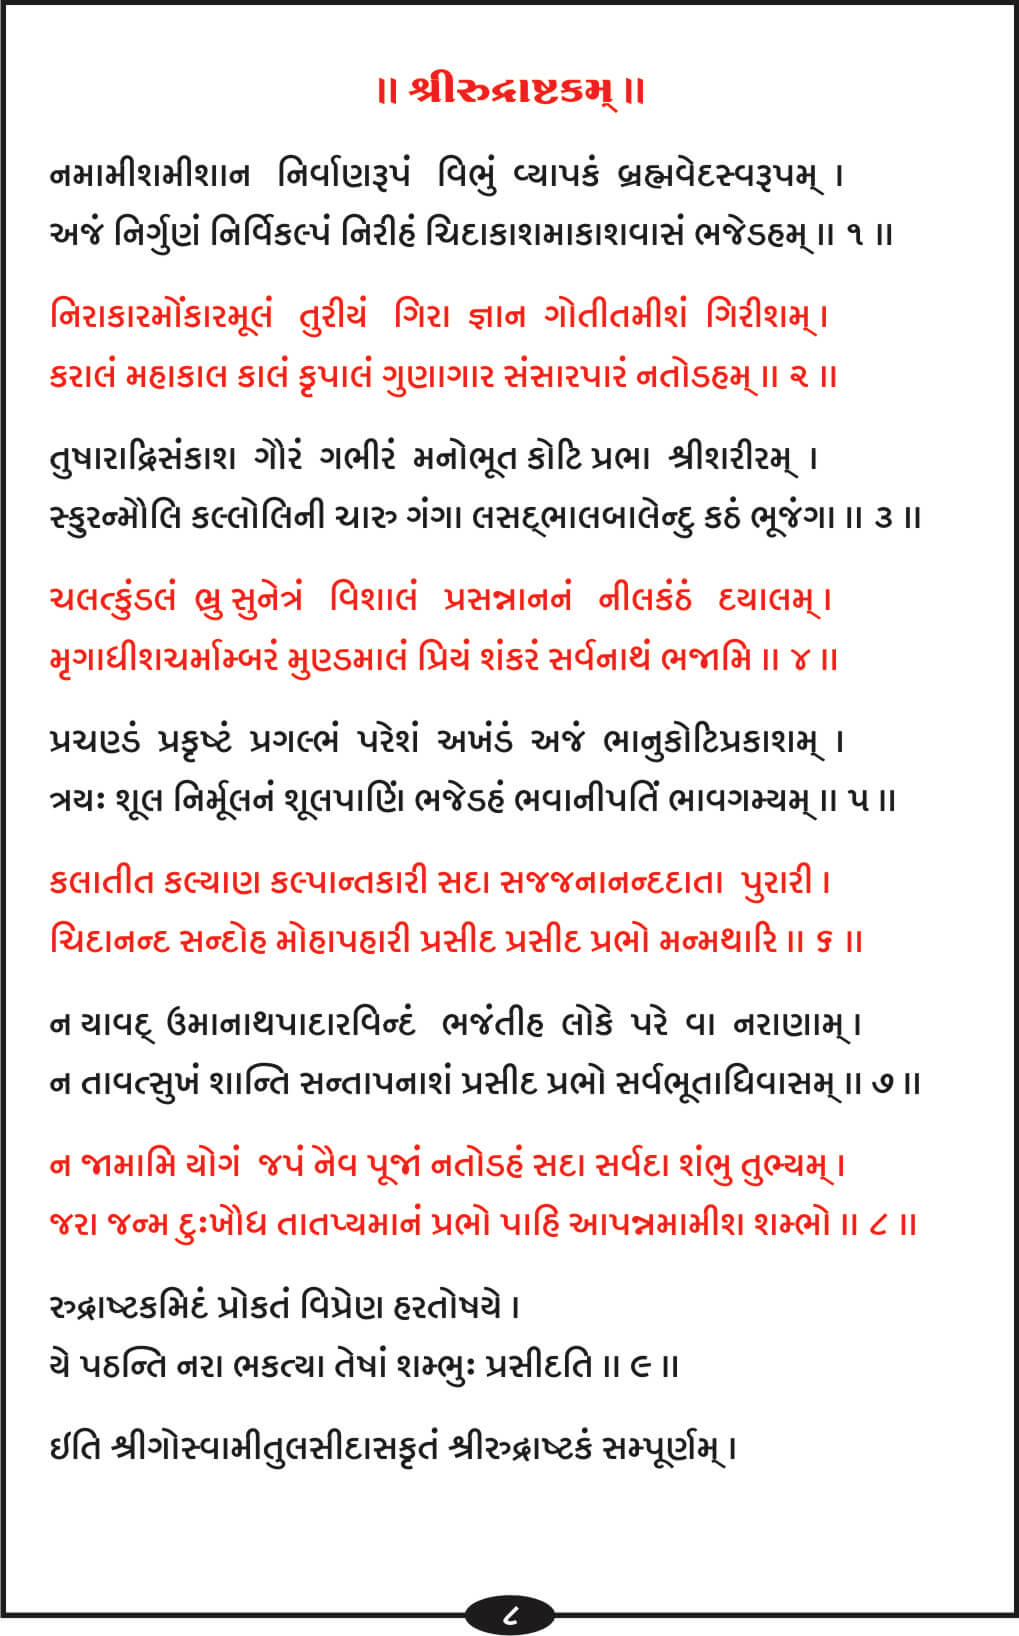 ॥ શ્રીરુદ્રાષ્ટકમ્ ॥
નમામીશમીશાન નિર્વાણરૂપં વિભું વ્યાપકં બ્રહ્મવેદસ્વરૂપમ્ ।
અજં નિર્ગુણં નિર્વિકલ્પં નિરીહં ચિદાકાશમાકાશવાસં ભજેડહમ્ ॥ ૧ ॥
નિરાકારમોંકારમૂલં તુરીયં ગિરા જ્ઞાન ગોતીતમીશં ગિરીશમ્ ।
કરાલં મહાકાલ કાલં કૃપાલં ગુણાગાર સંસારપારં નતોડહમ્ ॥ ૨ ॥
તુષારાદ્રિસંકાશ ગૌરં ગભીરં મનોભૂત કોટિ પ્રભા શ્રીશરીરમ્ ।
સ્ફુરન્મૌલિ કલ્લોલિની ચારુ ગંગા લસદ્ભાલબાલેન્દુ કઠં ભૂજંગા ॥ ૩ ॥
ચલત્કુંડલં ભ્રુ સુનેત્રં વિશાલં પ્રસન્નાનનં નીલકંઠં દયાલમ્ ।
મૃગાધીશચર્મામ્બરં મુણ્ડમાલં પ્રિયં શંકરં સર્વનાથં ભજામિ ॥ ૪ ॥
પ્રચણ્ડં પ્રકૃષ્ટં પ્રગલ્ભં પરેશં અખંડં અજં ભાનુકોટિપ્રકાશમ્ ।
ત્રયઃ શૂલ નિર્મૂલનં શૂલપાણિં ભજેડહં ભવાનીપતિં ભાવગમ્યમ્ ॥ ૫ ॥
કલાતીત કલ્યાણ કલ્પાન્તકારી સદા સજજનાનન્દદાતા પુરારી ।
ચિદાનન્દ સન્દોહ મોહાપહારી પ્રસીદ પ્રસીદ પ્રભો મન્મથારિ ॥ ૬ ॥
ન યાવદ્ ઉમાનાથપાદારવિન્દં ભજંતીહ લોકે પરે વા નરાણામ્ ।
ન તાવત્સુખં શાન્તિ સન્તાપનાશં પ્રસીદ પ્રભો સર્વભૂતાધિવાસમ્ ॥ ૭ ॥
ન જામામિ યોગં જપં નૈવ પૂજાં નતોડહં સદા સર્વદા શંભુ તુભ્યમ્ ।
જરા જન્મ દુઃખૌઘ તાતપ્યમાનં પ્રભો પાહિ આપન્નમામીશ શમ્ભો ॥ ૮ ॥
રુદ્રાષ્ટકમિદં પ્રોકતં વિપ્રેણ હરતોષયે ।
યે પઠન્તિ નરા ભકત્યા તેષાં શમ્ભુઃ પ્રસીદતિ ॥ ૯ ॥
ઇતિ શ્રીગોસ્વામીતુલસીદાસકૃતં શ્રીરુદ્રાષ્ટકં સમ્પૂર્ણમ્ ।
૮